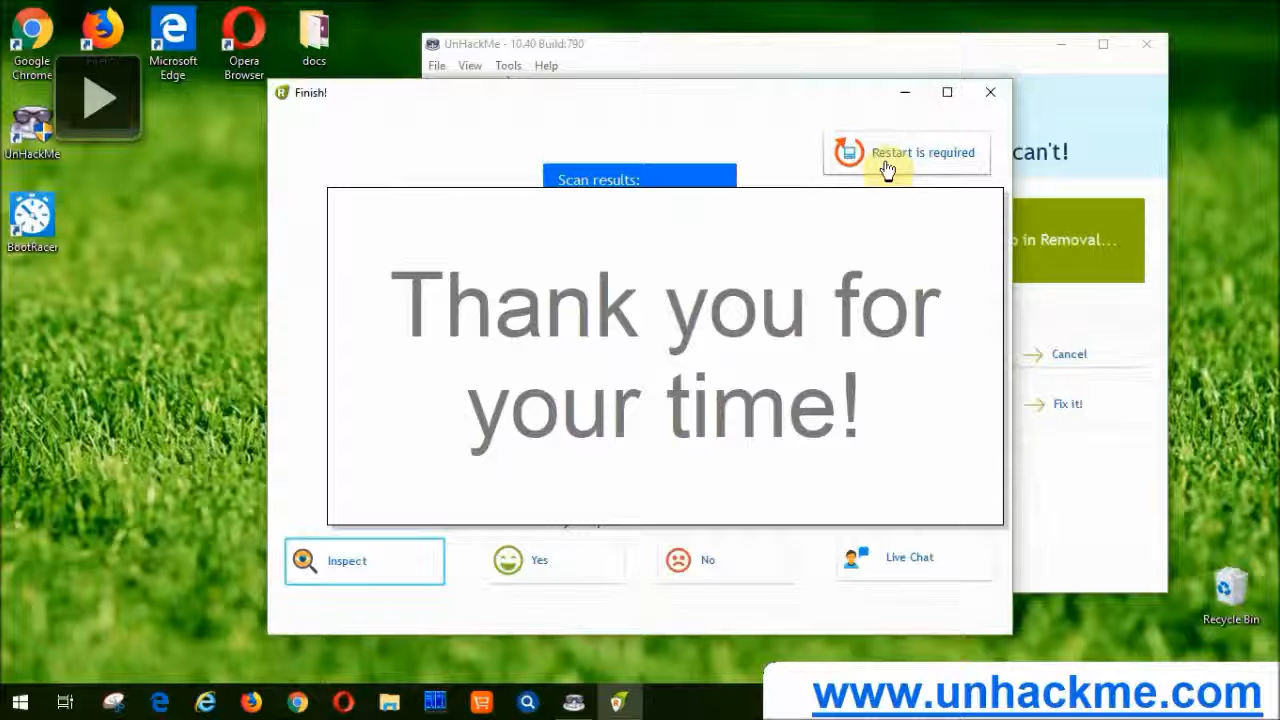 Google
Chrome
Microsoft
Edge
Opera
Browser
docs
UnHackMe
BootRacer
UnHackMe - 10.40 Build:790
File View Tools Help
Finish!
Restart is required
can't!
Scan results:
in Removal...
Thank you for
your time!
Cancel
Fix it!
Inspect
Yes
No
Live Chat
Recycle Bin
www.unhackme.com